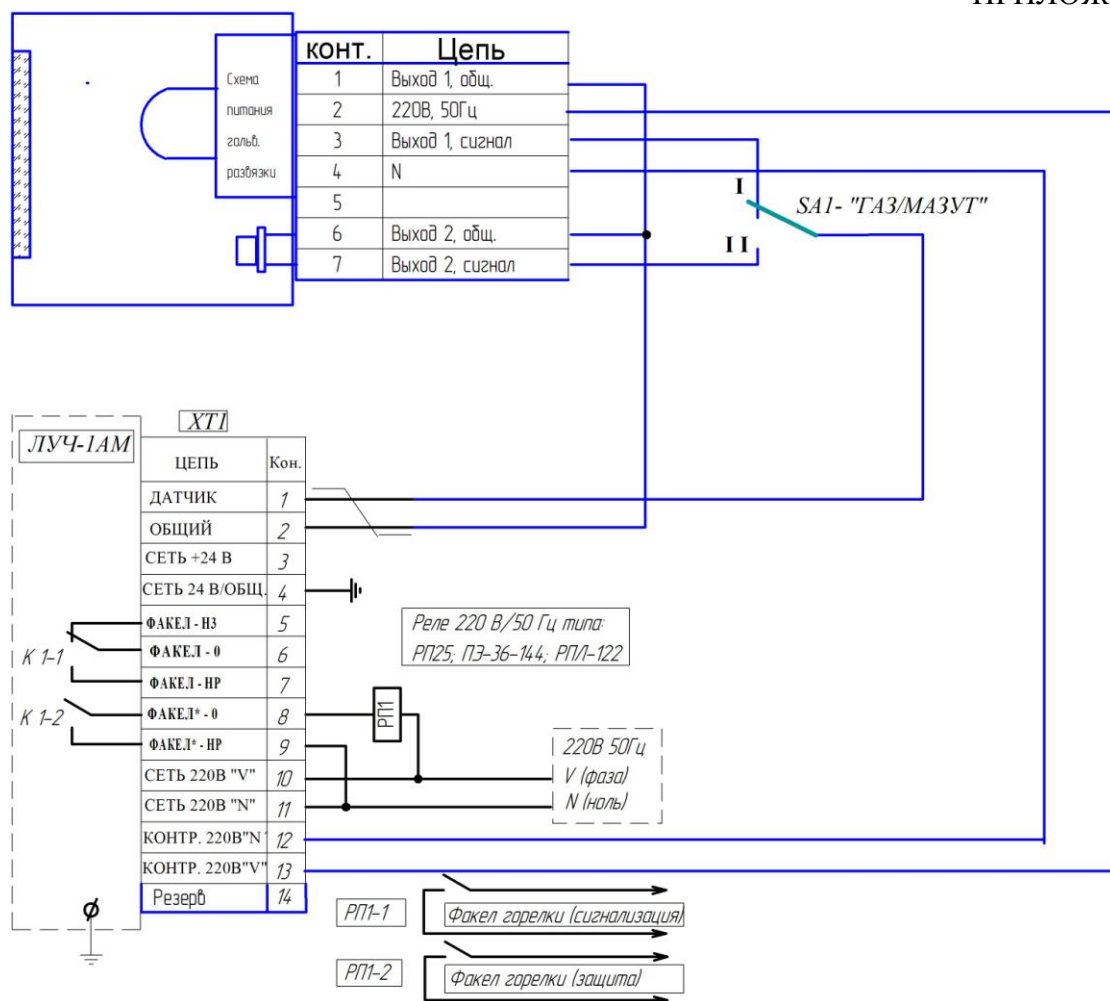 ПРИЛОЖ
конт. Цепь
Схема питания гальв. развязки
1 Выход 1, общ.
2 220В, 50Гц
3 Выход 1, сигнал
4 N
5
6 Выход 2, общ.
7 Выход 2, сигнал
I
SA1- "ГАЗ/МАЗУТ"
II
ЛУЧ-1АМ
XT1
ЦЕПЬ Кон.
ДАТЧИК 1
ОБЩИЙ 2
СЕТЬ +24 В 3
СЕТЬ 24 В/ОБЩ. 4
ФАКЕЛ - НЗ 5
ФАКЕЛ - 0 6
ФАКЕЛ - НР 7
ФАКЕЛ* - 0 8
ФАКЕЛ* - НР 9
СЕТЬ 220В "V" 10
СЕТЬ 220В "N" 11
КОНТР. 220В"N" 12
КОНТР. 220В"V" 13
Резерв 14
К 1-1
К 1-2
Реле 220 В/50 Гц типа:
РП25; ПЭ-36-144; РПЛ-122
РП1
220В 50Гц
V (фаза)
N (ноль)
РП1-1
Факел горелки (сигнализация)
РП1-2
Факел горелки (защита)